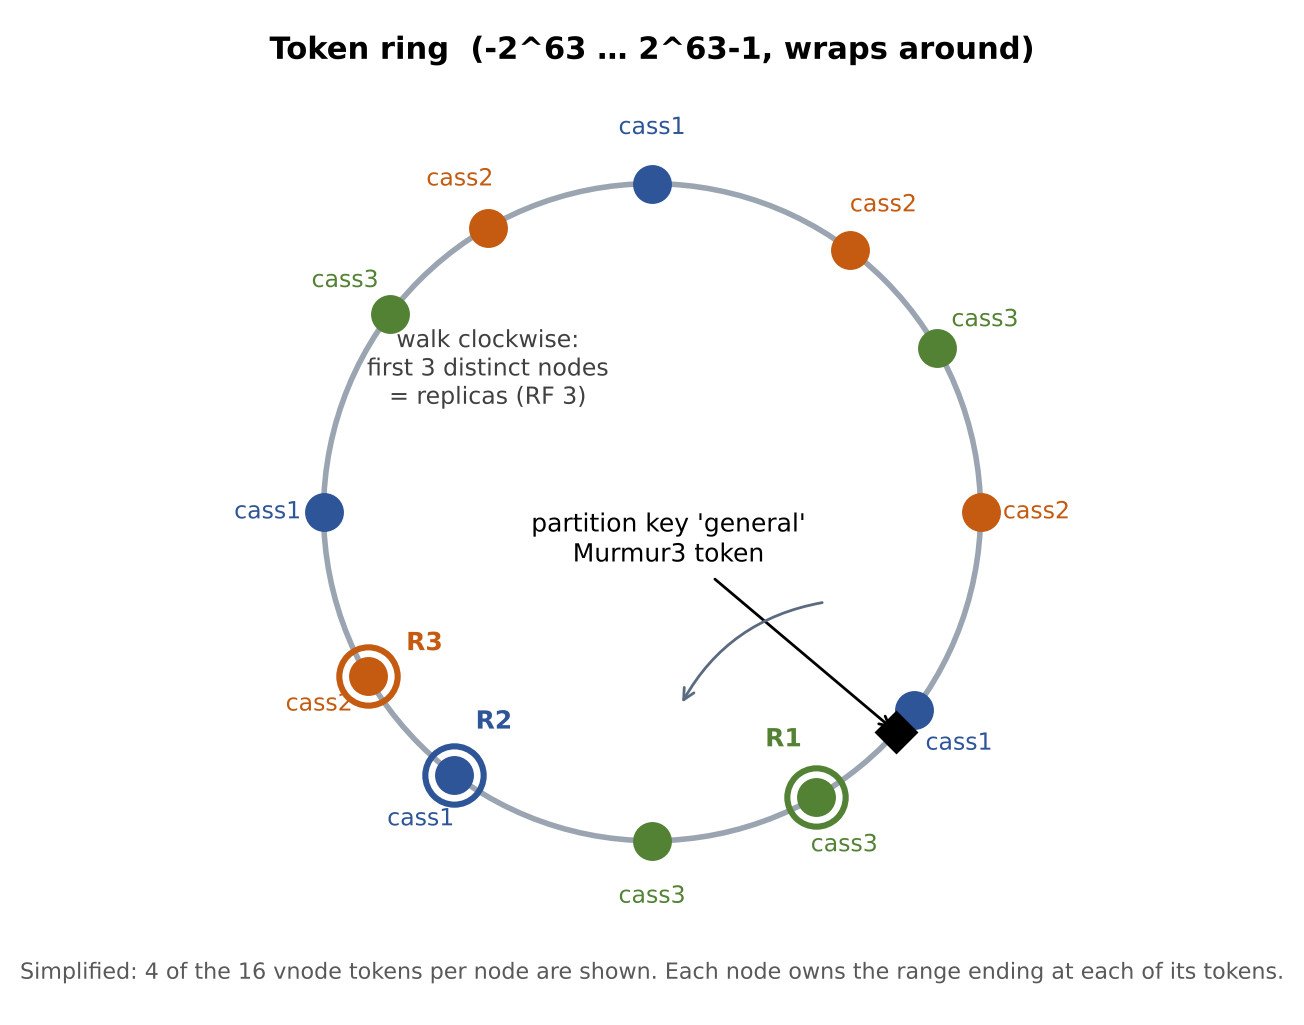 Token ring  (-2^63 … 2^63-1, wraps around)
cass1
cass2
cass2
cass3
cass3
walk clockwise:
first 3 distinct nodes
= replicas (RF 3)
cass1
cass2
partition key 'general'
Murmur3 token
R3
cass2
R2
R1
cass1
cass1
cass3
cass3
Simplified: 4 of the 16 vnode tokens per node are shown. Each node owns the range ending at each of its tokens.